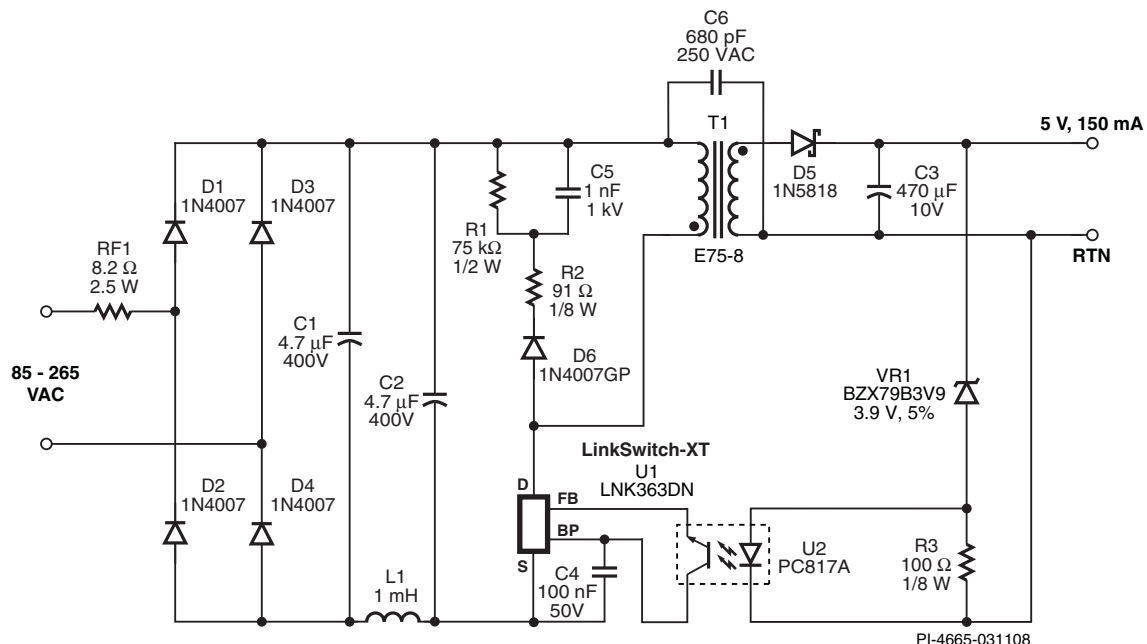 C6
680 pF
250 VAC
T1
5 V, 150 mA
D1
1N4007
D3
1N4007
C5
1 nF
1 kV
D5
1N5818
C3
470 μF
10V
R1
75 kΩ
1/2 W
E75-8
RTN
RF1
8.2 Ω
2.5 W
R2
91 Ω
1/8 W
C1
4.7 μF
400V
D6
1N4007GP
85 - 265
VAC
C2
4.7 μF
400V
VR1
BZX79B3V9
3.9 V, 5%
LinkSwitch-XT
U1
LNK363DN
D
FB
BP
S
D2
1N4007
D4
1N4007
U2
PC817A
R3
100 Ω
1/8 W
L1
1 mH
C4
100 nF
50V
PI-4665-031108